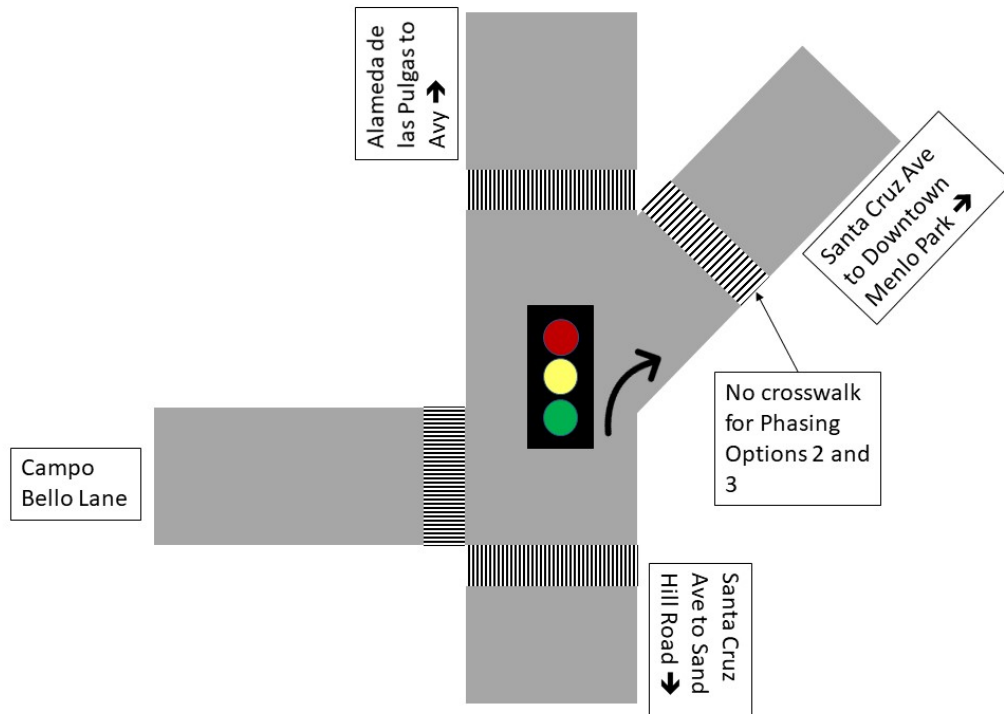 Alameda de
las Pulgas to
Avy ➔
Santa Cruz Ave
to Downtown
Menlo Park ➔
No crosswalk
for Phasing
Options 2 and
3
Campo
Bello Lane
Santa Cruz
Ave to Sand
Hill Road ➔